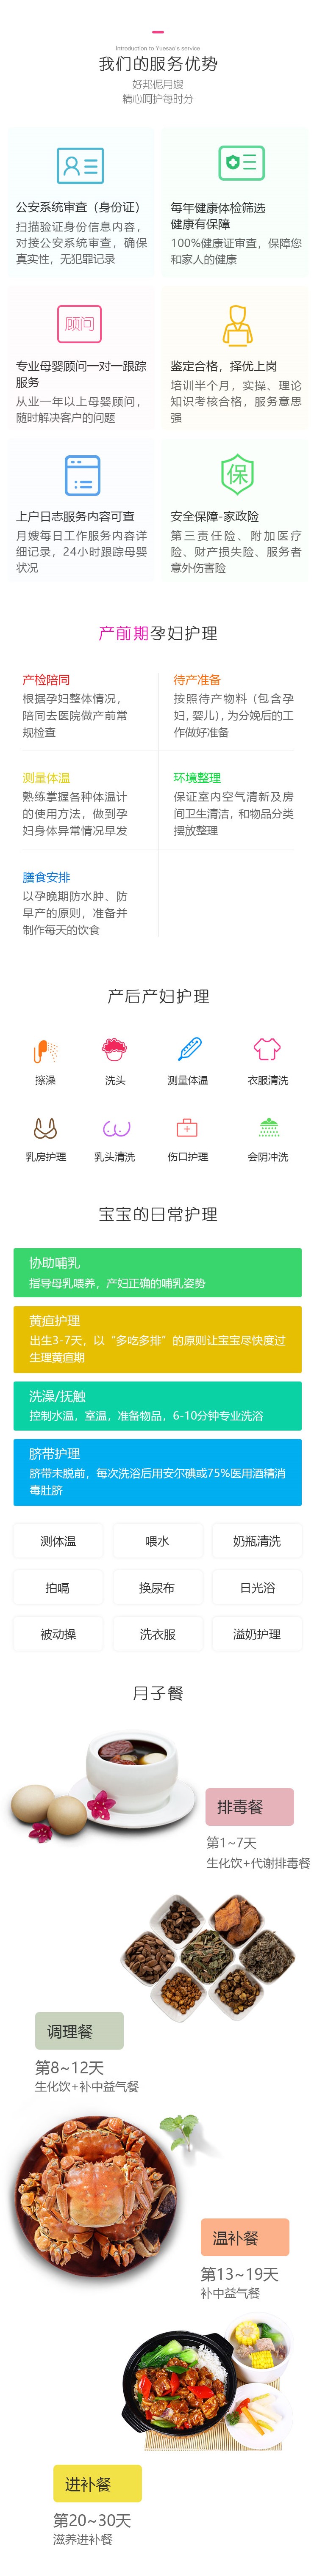 Introduction to Yuesao's service
我们的服务优势
好邦伲月嫂
精心呵护每时分
公安系统审查（身份证）
扫描验证身份信息内容，
对接公安系统审查，确保
真实性，无犯罪记录
每年健康体检筛选
健康有保障
100%健康证审查，保障您
和家人的健康
顾问
专业母婴顾问一对一跟踪
服务
从业一年以上母婴顾问，
随时解决客户的问题
鉴定合格，择优上岗
培训半个月，实操、理论
知识考核合格，服务意思
强
上户日志服务内容可查
月嫂每日工作服务内容详
细记录，24小时跟踪母婴
状况
保
安全保障-家政险
第三责任险、附加医疗
险、财产损失险、服务者
意外伤害险
产前期孕妇护理
产检陪同
根据孕妇整体情况，
陪同去医院做产前常
规检查
待产准备
按照待产物料（包含孕
妇，婴儿），为分娩后的工
作做好准备
测量体温
熟练掌握各种体温计
的使用方法，做到孕
妇身体异常情况早发
环境整理
保证室内空气清新及房
间卫生清洁，和物品分类
摆放整理
膳食安排
以孕晚期防水肿、防
早产的原则，准备并
制作每天的饮食
产后产妇护理
擦澡
洗头
测量体温
衣服清洗
乳房护理
乳头清洗
伤口护理
会阴冲洗
宝宝的日常护理
协助哺乳
指导母乳喂养，产妇正确的哺乳姿势
黄疸护理
出生3-7天，以“多吃多排”的原则让宝宝尽快度过
生理黄疸期
洗澡/抚触
控制水温，室温，准备物品，6-10分钟专业洗浴
脐带护理
脐带未脱前，每次洗浴后用安尔碘或75%医用酒精消
毒肚脐
测体温
喂水
奶瓶清洗
拍嗝
换尿布
日光浴
被动操
洗衣服
溢奶护理
月子餐
排毒餐
第1~7天
生化饮+代谢排毒餐
调理餐
第8~12天
生化饮+补中益气餐
温补餐
第13~19天
补中益气餐
进补餐
第20~30天
滋养进补餐